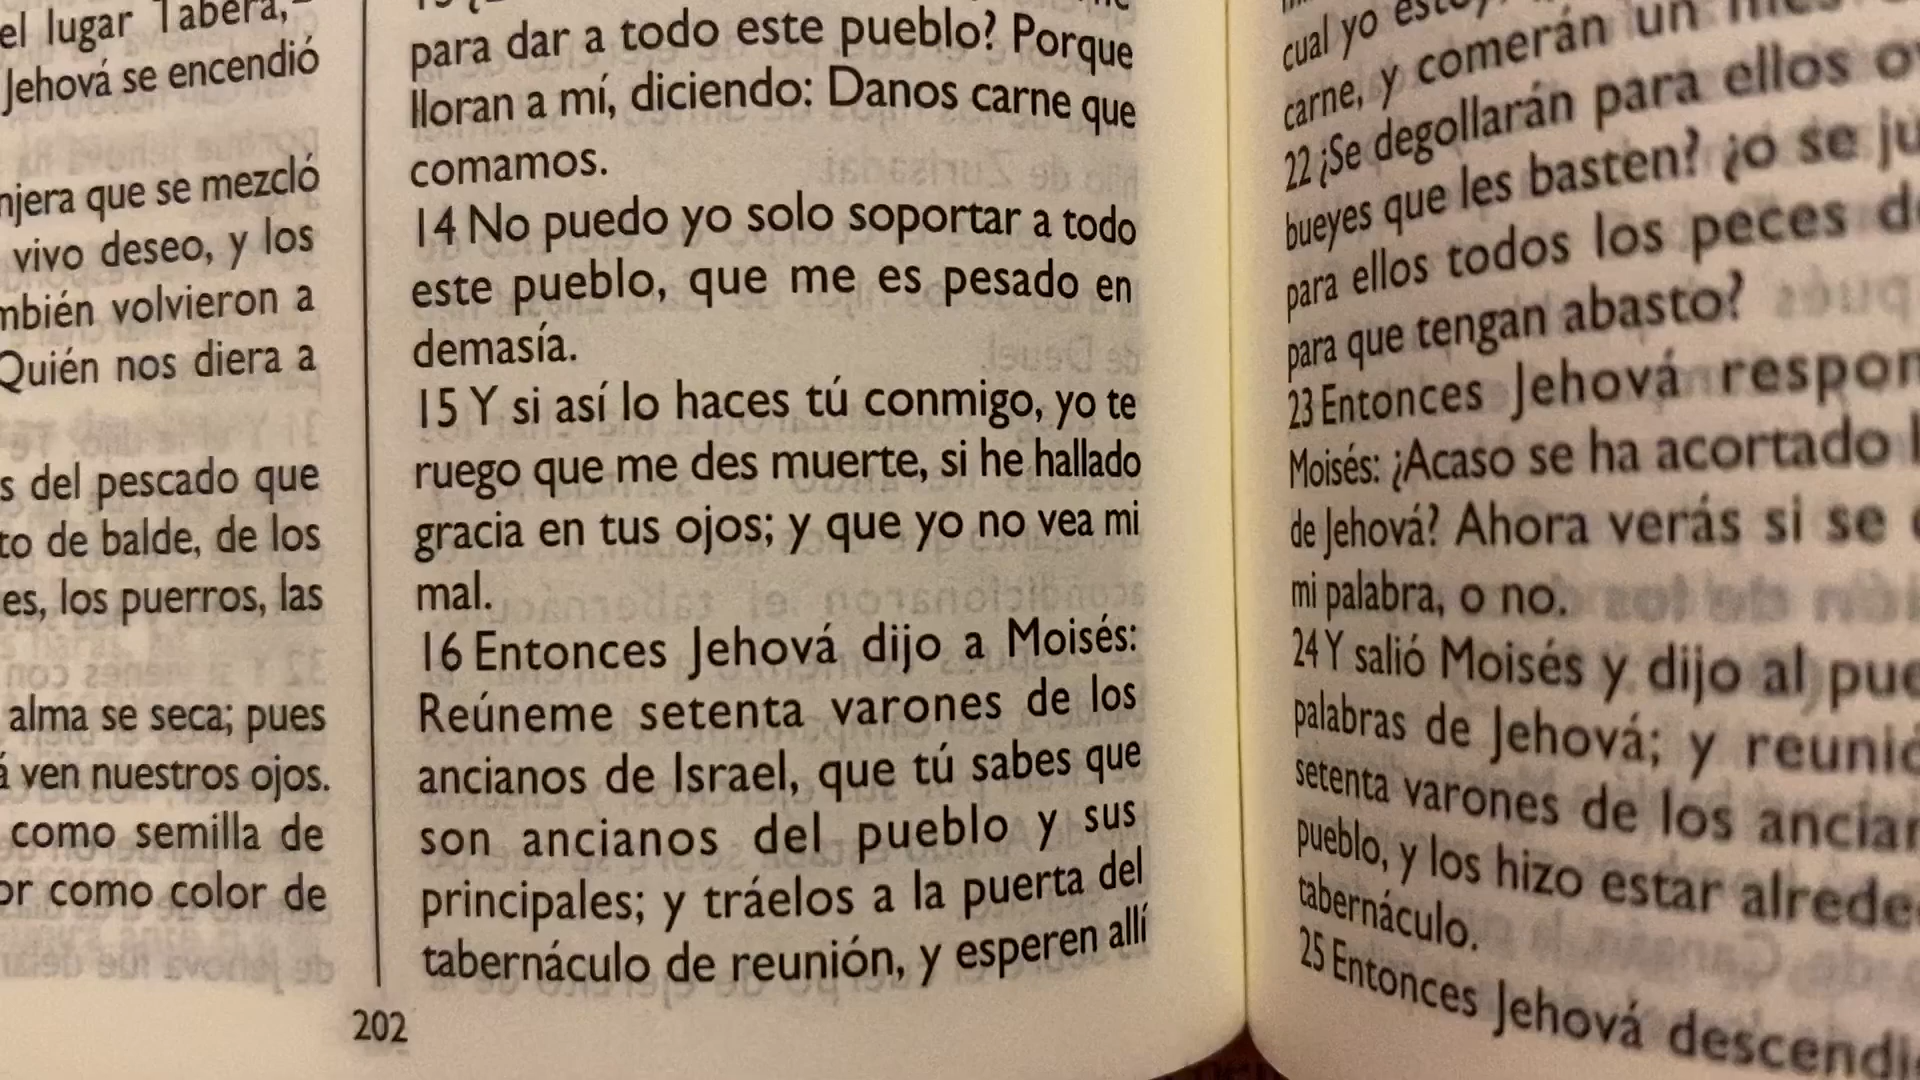 el lugar Tabera,
Jehová se encendió
que se mezcló
vivo deseo, y los
volvieron a
Quién nos diera a
del pescado que
de balde, de los
los puerros, las
alma se seca; pues
ven nuestros ojos.
como semilla de
como color de
para dar a todo este pueblo? Porque
lloran a mí, diciendo: Danos carne que
comamos.
14 No puedo yo solo soportar a todo
este pueblo, que me es pesado en
demasía.
15 Y si así lo haces tú conmigo, yo te
ruego que me des muerte, si he hallado
gracia en tus ojos; y que yo no vea mi
mal.
16 Entonces Jehová dijo a Moisés:
Reúneme setenta varones de los
ancianos de Israel, que tú sabes que
son ancianos del pueblo y sus
principales; y tráelos a la puerta del
tabernáculo de reunión, y esperen allí
202
cual yo
carne, y comerán un
22 ¿Se degollarán para ellos
bueyes que les basten? ¿o se
para ellos todos los peces
para que tengan abasto?
23 Entonces Jehová
Moisés: ¿Acaso se ha acortado
de Jehová? Ahora verás si se
mi palabra, o no.
24 Y salió Moisés y dijo al
palabras de Jehová; y
setenta varones de los
pueblo, y los hizo estar
tabernáculo.
25 Entonces Jehová